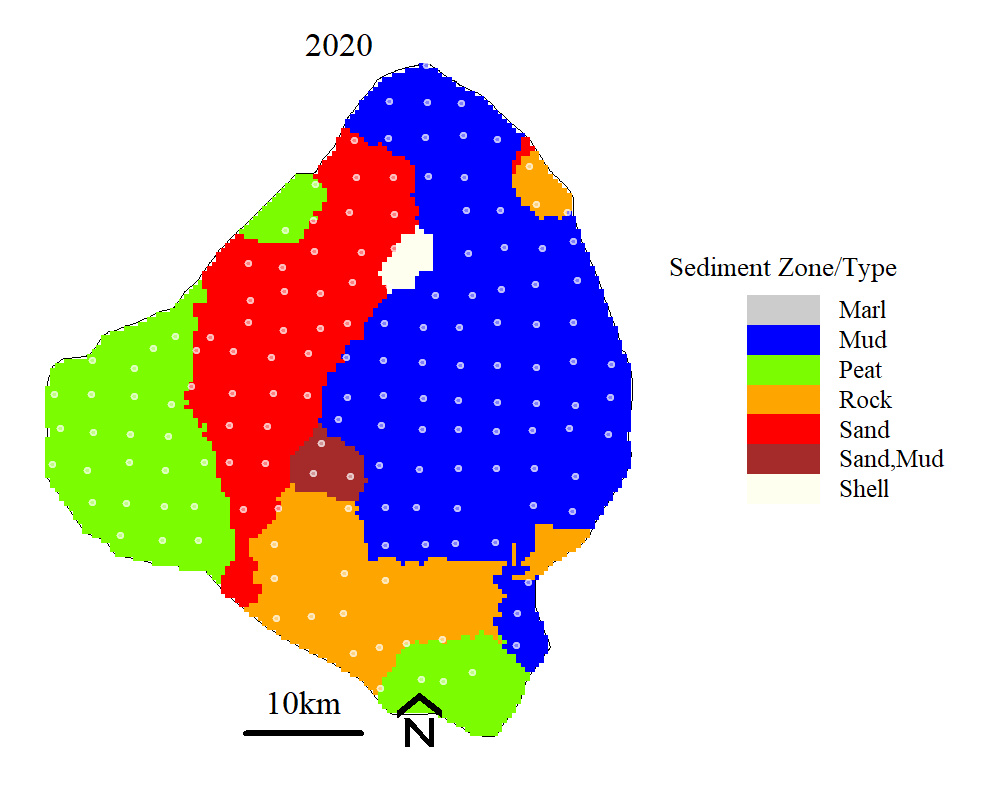 2020
Sediment Zone/Type
Marl
Mud
Peat
Rock
Sand
Sand,Mud
Shell
10km
N